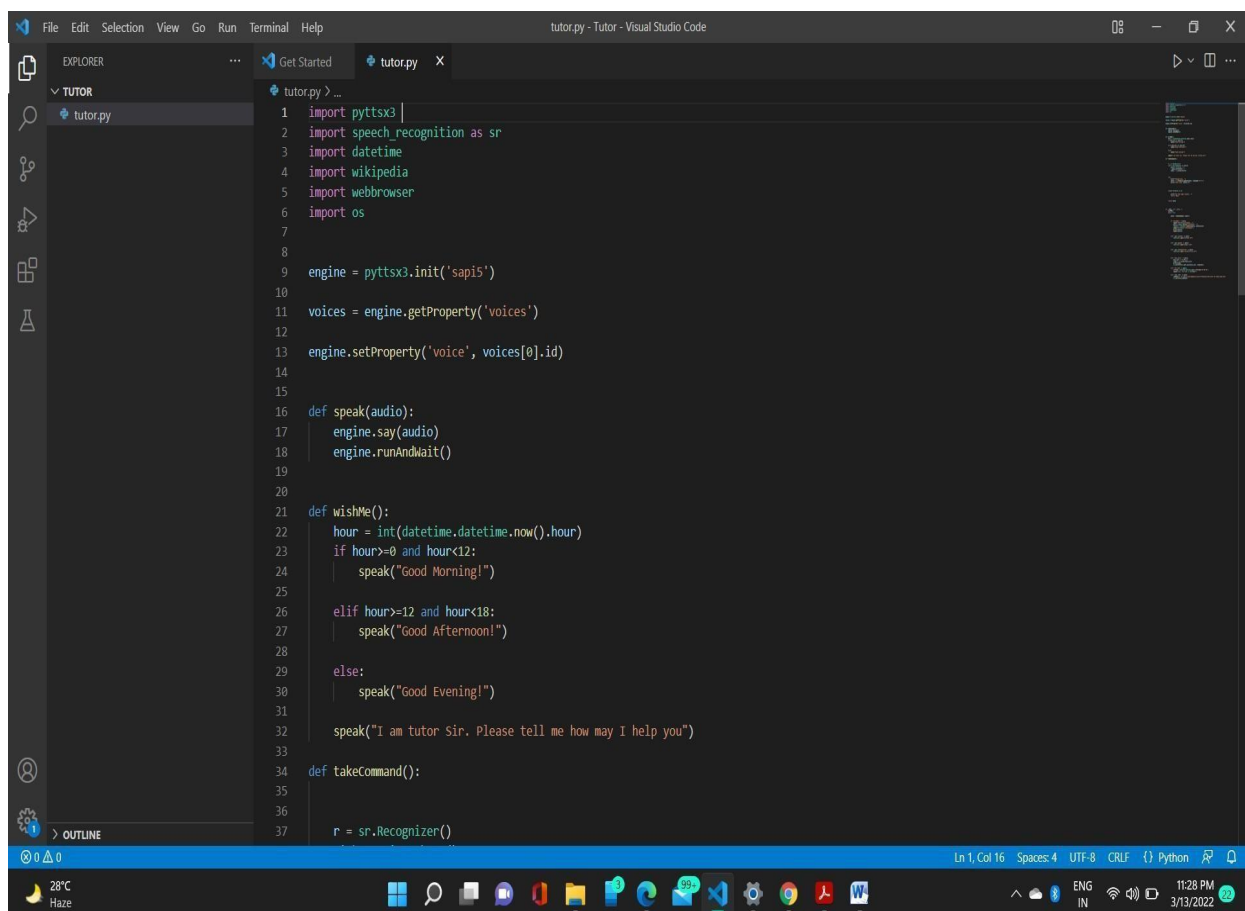 File Edit Selection View Go Run Terminal Help
tutor.py - Tutor - Visual Studio Code
EXPLORER
Get Started
tutor.py
TUTOR
tutor.py
tutor.py > ...
1 import pyttsx3
2 import speech_recognition as sr
3 import datetime
4 import wikipedia
5 import webbrowser
6 import os
7
8
9 engine = pyttsx3.init('sapi5')
10
11 voices = engine.getProperty('voices')
12
13 engine.setProperty('voice', voices[0].id)
14
15
16 def speak(audio):
17 engine.say(audio)
18 engine.runAndWait()
19
20
21 def wishMe():
22 hour = int(datetime.datetime.now().hour)
23 if hour>=0 and hour<12:
24 speak("Good Morning!")
25
26 elif hour>=12 and hour<18:
27 speak("Good Afternoon!")
28
29 else:
30 speak("Good Evening!")
31
32 speak("I am tutor Sir. Please tell me how may I help you")
33
34 def takeCommand():
35
36
37 r = sr.Recognizer()
1
OUTLINE
0 0
Ln 1, Col 16 Spaces: 4 UTF-8 CRLF {} Python
28°C
Haze
3
99+
ENG
IN
11:28 PM
3/13/2022
22